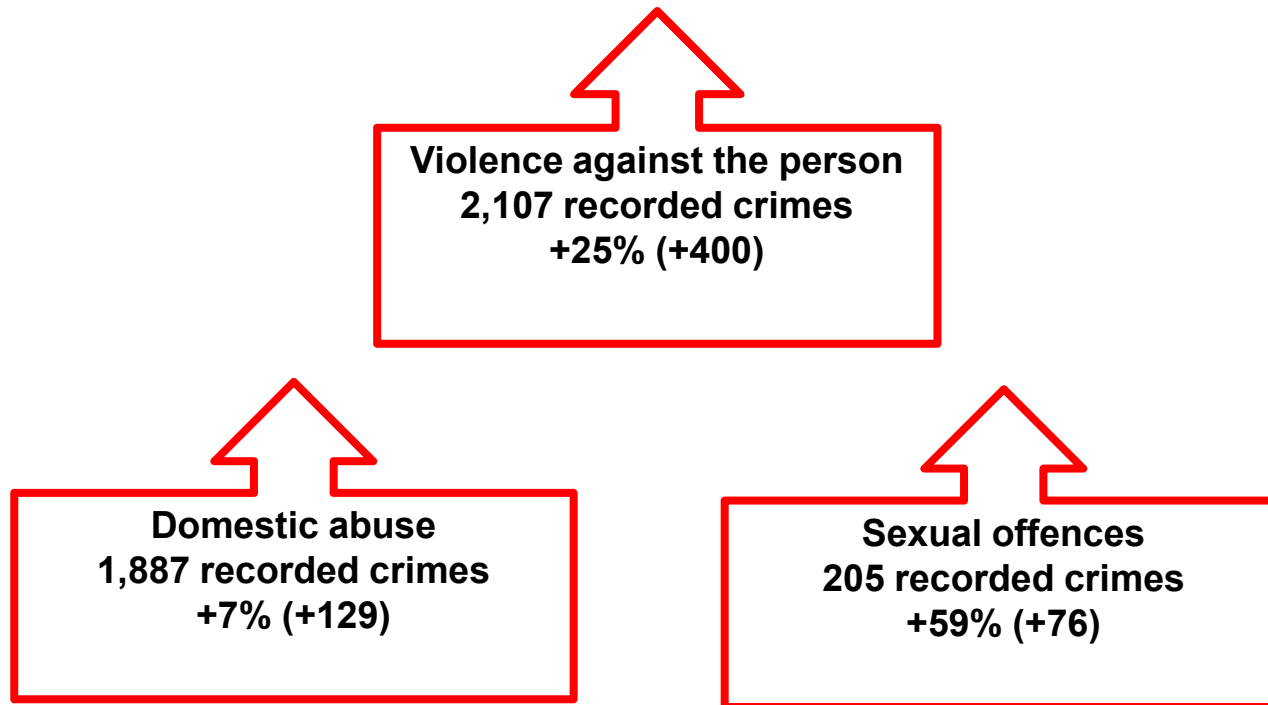 Violence against the person
2,107 recorded crimes
+25% (+400)
Domestic abuse
1,887 recorded crimes
+7% (+129)
Sexual offences
205 recorded crimes
+59% (+76)